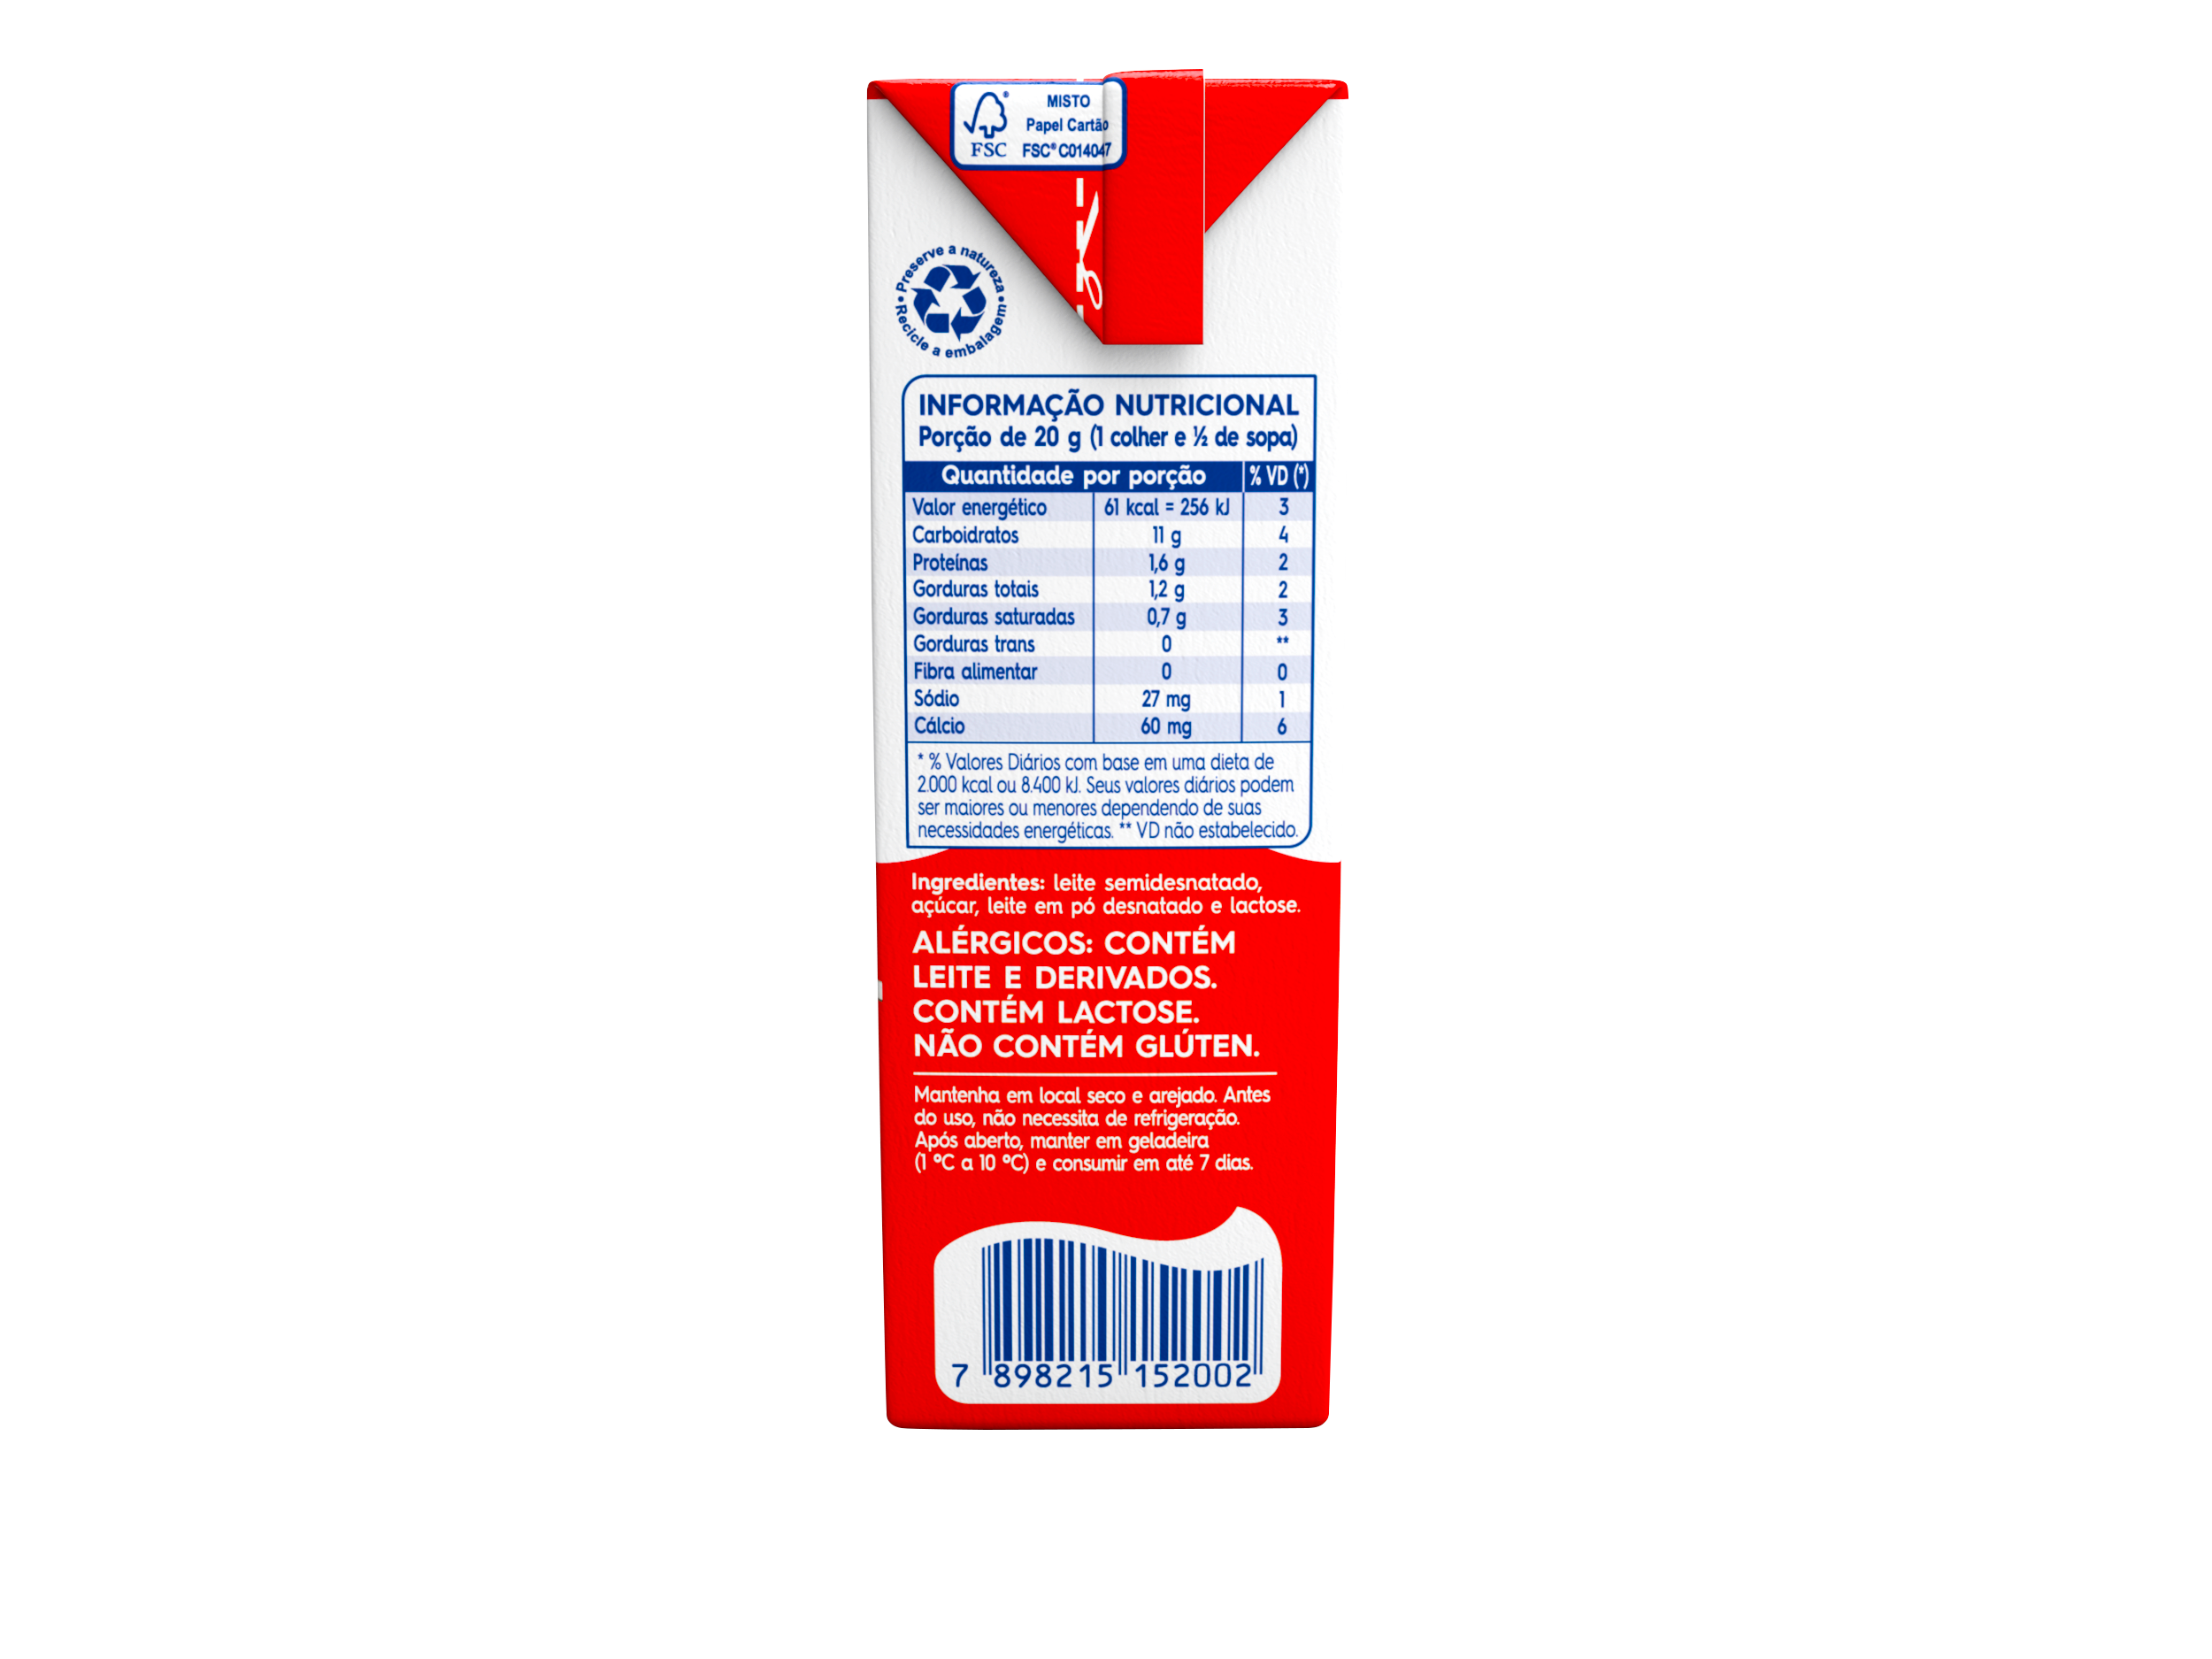 MISTO
Papel Cartão
FSC FSC® C014047
• Preserve a natureza •
Recicle a embalagem
INFORMAÇÃO NUTRICIONAL
Porção de 20 g (1 colher e ½ de sopa)
Quantidade por porção % VD (*)
Valor energético 61 kcal = 256 kJ 3
Carboidratos 11 g 4
Proteínas 1,6 g 2
Gorduras totais 1,2 g 2
Gorduras saturadas 0,7 g 3
Gorduras trans 0 **
Fibra alimentar 0 0
Sódio 27 mg 1
Cálcio 60 mg 6
* % Valores Diários com base em uma dieta de
2.000 kcal ou 8.400 kJ. Seus valores diários podem
ser maiores ou menores dependendo de suas
necessidades energéticas. ** VD não estabelecido.
Ingredientes: leite semidesnatado,
açúcar, leite em pó desnatado e lactose.
ALÉRGICOS: CONTÉM
LEITE E DERIVADOS.
CONTÉM LACTOSE.
NÃO CONTÉM GLÚTEN.
Mantenha em local seco e arejado. Antes
do uso, não necessita de refrigeração.
Após aberto, manter em geladeira
(1 °C a 10 °C) e consumir em até 7 dias.
7 898215 152002